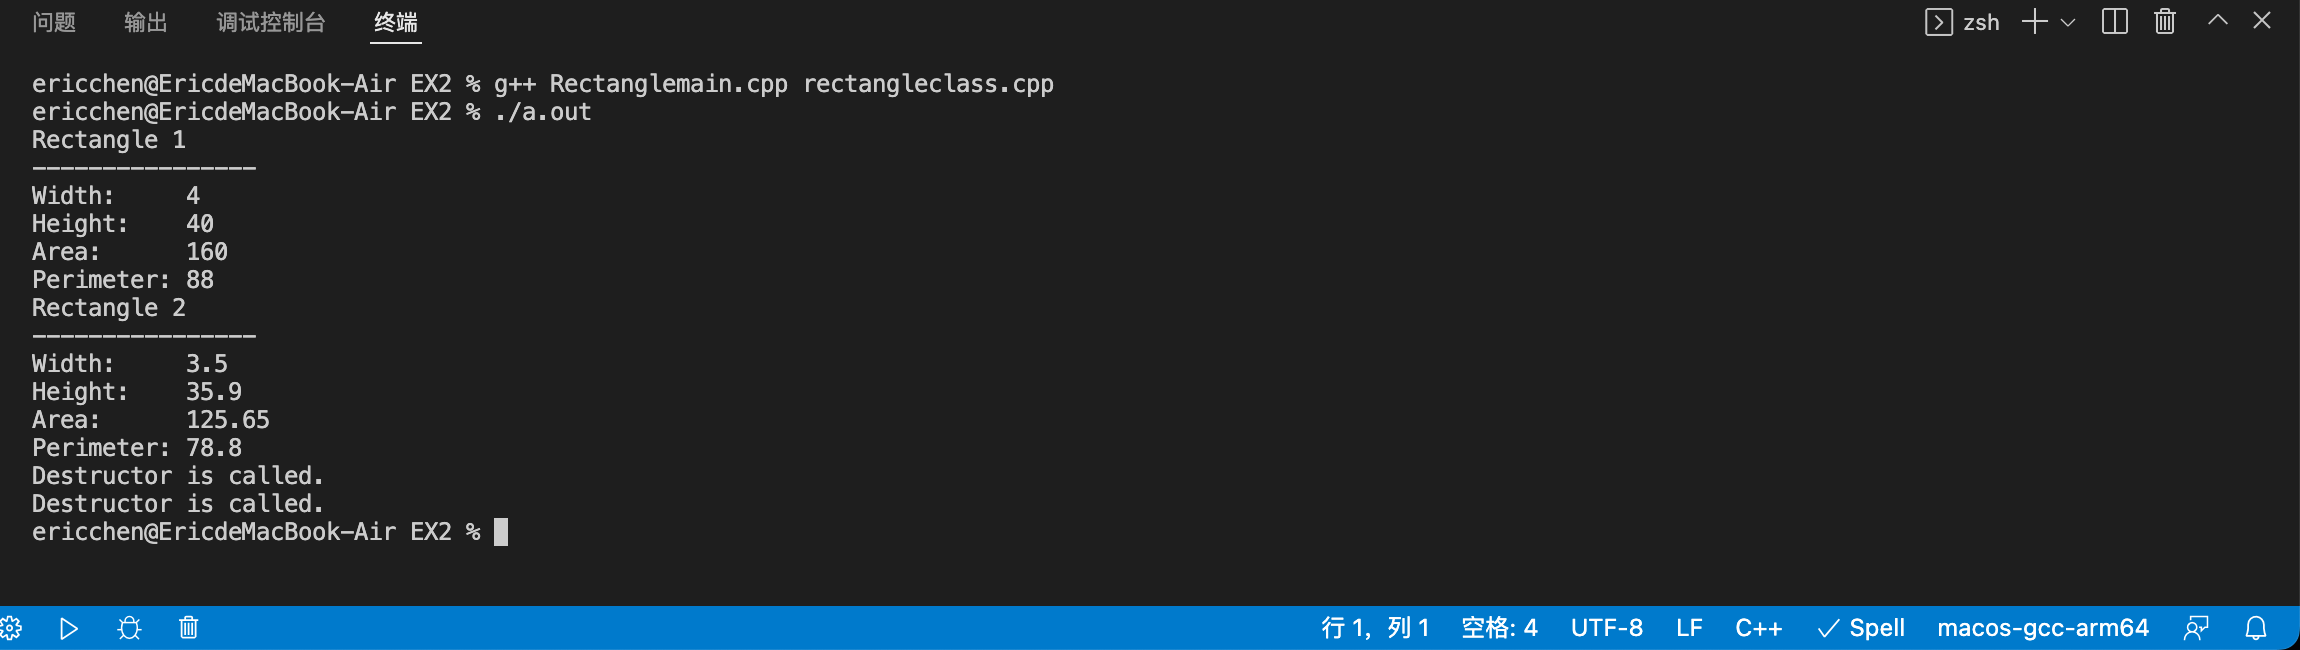 问题 输出 调试控制台 终端 zsh
ericchen@EricdeMacBook-Air EX2 % g++ Rectanglemain.cpp rectangleclass.cpp
ericchen@EricdeMacBook-Air EX2 % ./a.out
Rectangle 1
----------------
Width:     4
Height:    40
Area:      160
Perimeter: 88
Rectangle 2
----------------
Width:     3.5
Height:    35.9
Area:      125.65
Perimeter: 78.8
Destructor is called.
Destructor is called.
ericchen@EricdeMacBook-Air EX2 %
行 1，列 1 空格: 4 UTF-8 LF C++ Spell macos-gcc-arm64